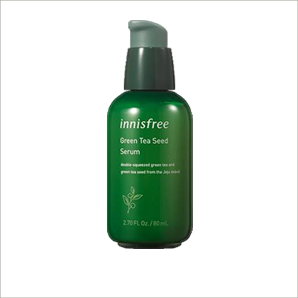 innisfree
Green Tea Seed
Serum
double-squeezed green tea and
green tea seed from the Jeju island
2.70 FL. Oz. / 80 mL